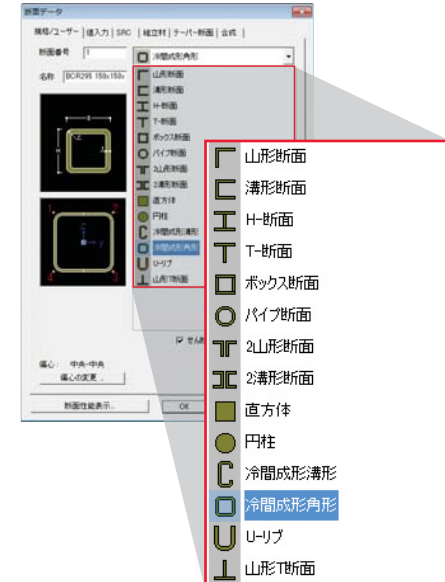 断面データ
規格/ユーザー 値入力 SRC 組立材 テーパー断面 合成
断面番号 1 冷間成形角形
名称 BCR295 150x150x
山形断面
溝形断面
H-断面
T-断面
ボックス断面
パイプ断面
2山形断面
2溝形断面
直方体
円柱
冷間成形溝形
冷間成形角形
U-リブ
山形T断面
偏心: 中央-中央
偏心の変更...
断面性能表示... OK
山形断面
溝形断面
H-断面
T-断面
ボックス断面
パイプ断面
2山形断面
2溝形断面
直方体
円柱
冷間成形溝形
冷間成形角形
U-リブ
山形T断面